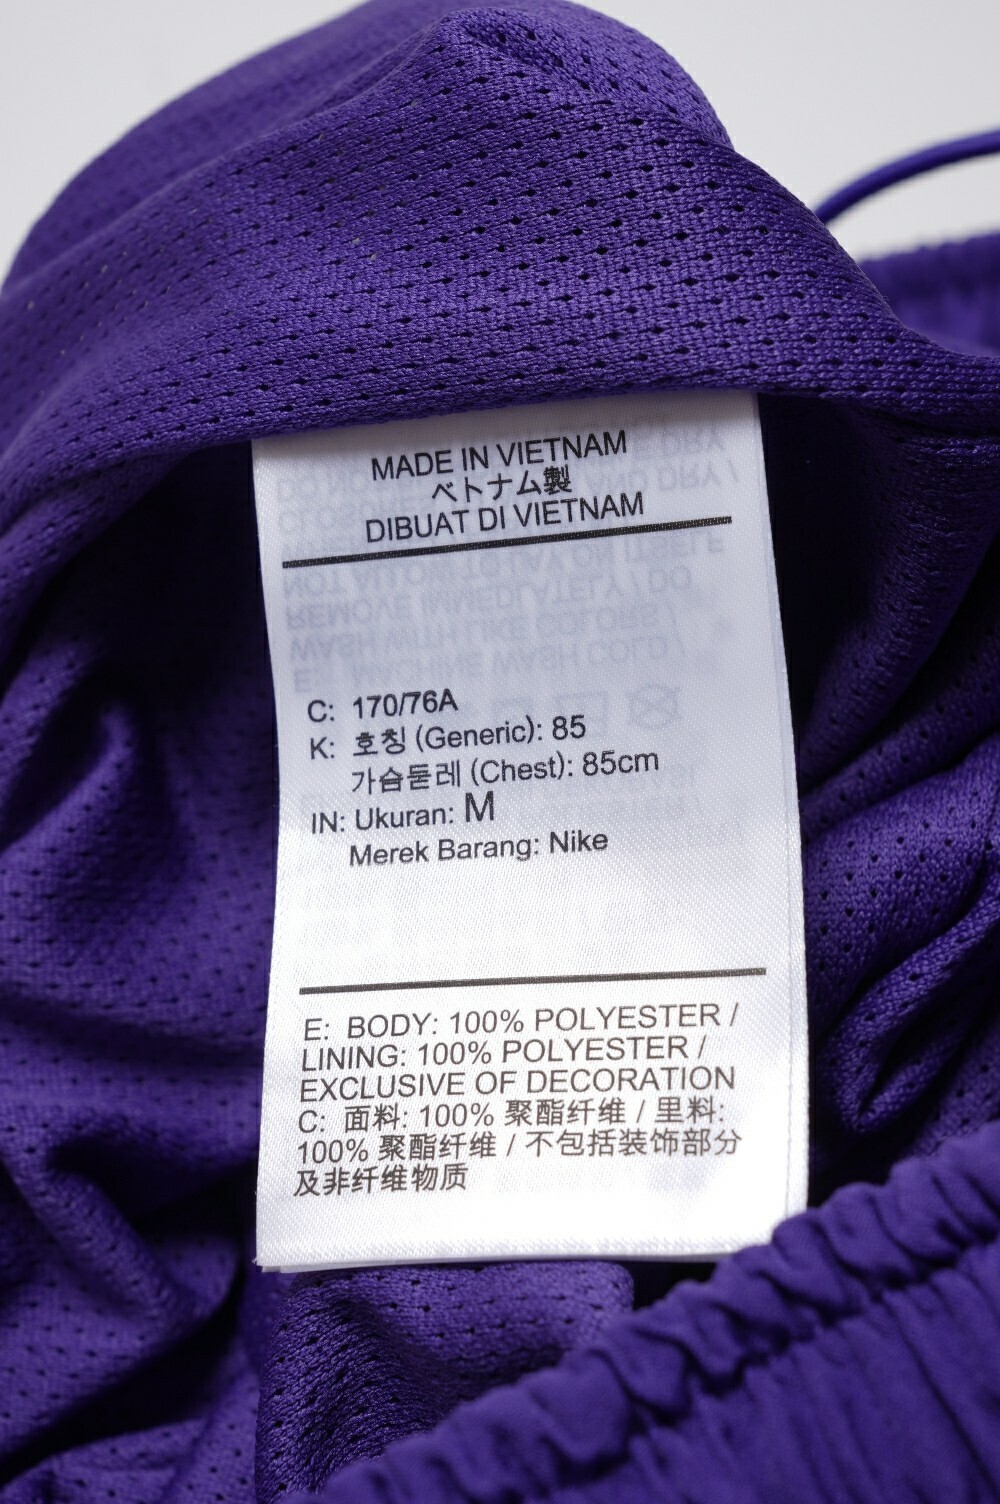 MADE IN VIETNAM
ベトナム製
DIBUAT DI VIETNAM
C: 170/76A
K: 호칭 (Generic): 85
가슴둘레 (Chest): 85cm
IN: Ukuran: M
Merek Barang: Nike
E: BODY: 100% POLYESTER /
LINING: 100% POLYESTER /
EXCLUSIVE OF DECORATION
C: 面料: 100% 聚酯纤维 / 里料:
100% 聚酯纤维 / 不包括装饰部分
及非纤维物质